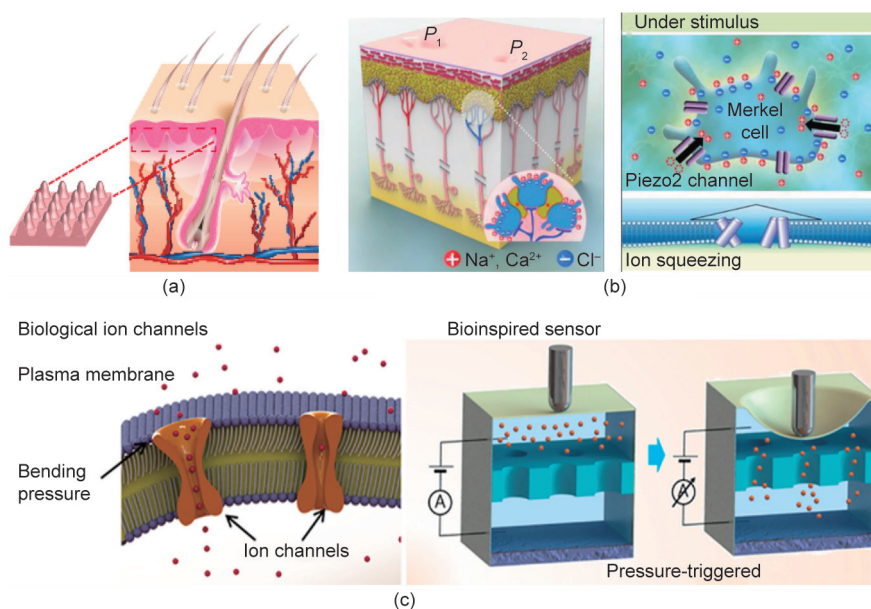 P1
P2
Na+, Ca2+
Cl−
Under stimulus
Merkel
cell
Piezo2 channel
Ion squeezing
(a)
(b)
Biological ion channels
Plasma membrane
Bending
pressure
Ion channels
Bioinspired sensor
A
A
Pressure-triggered
(c)